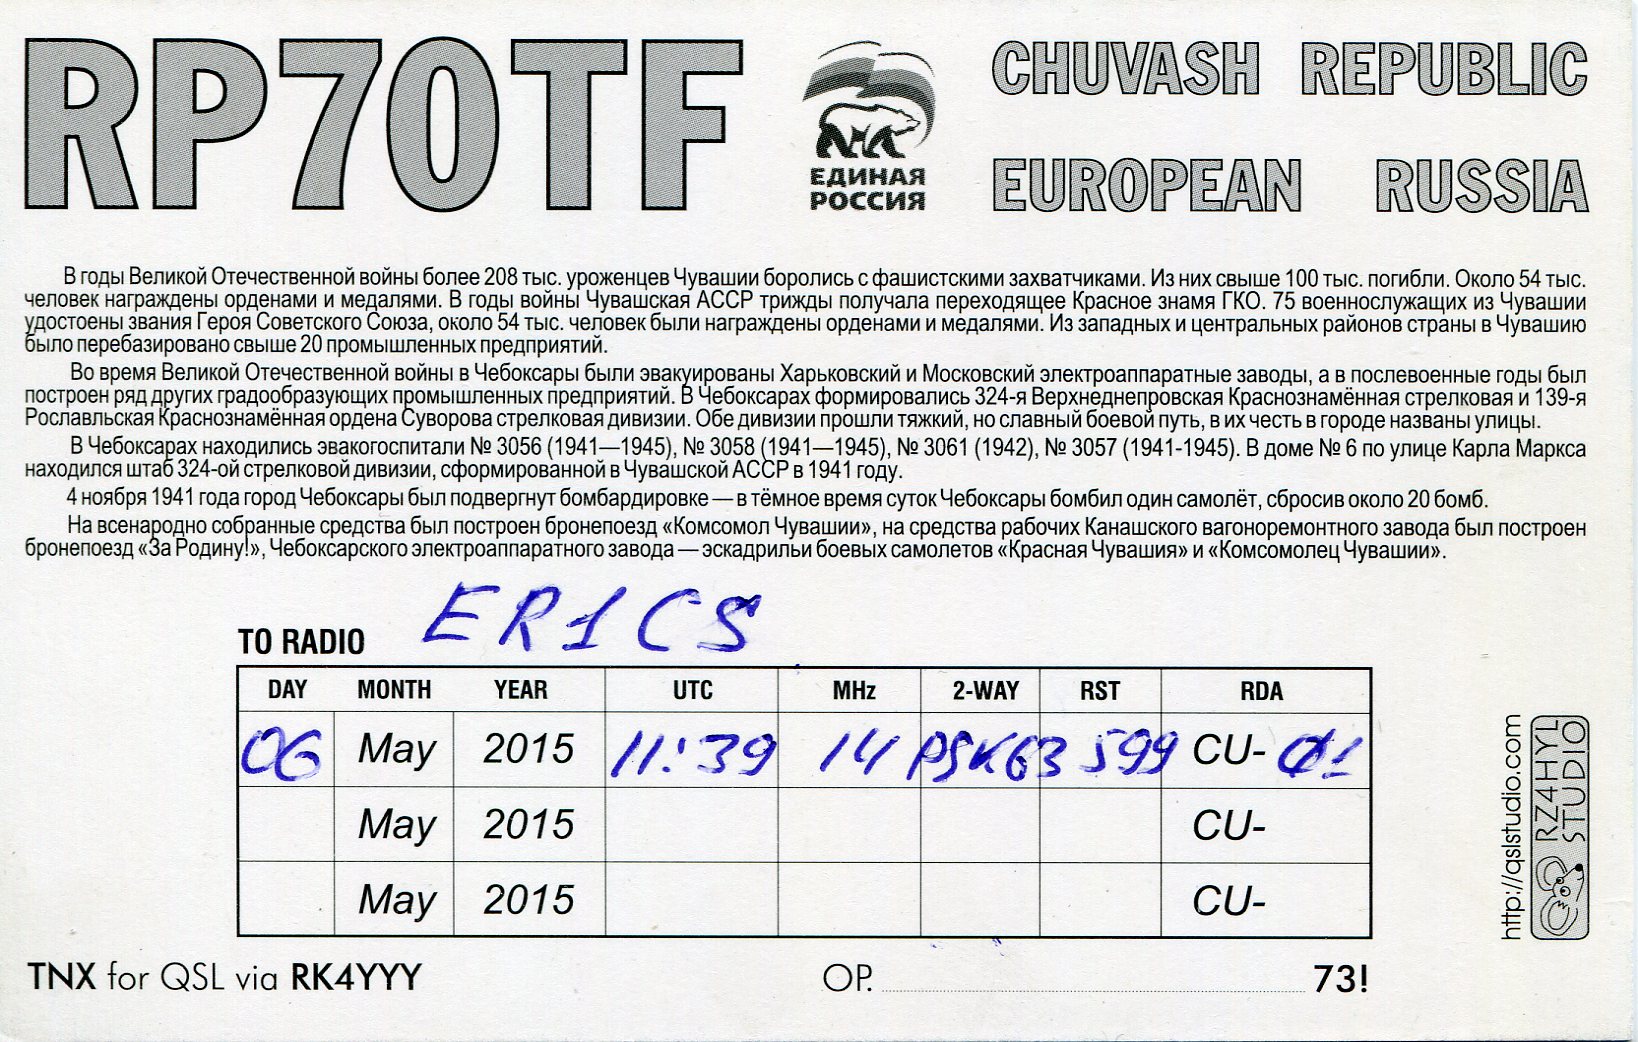 RP70TF
ЕДИНАЯ
РОССИЯ
CHUVASH REPUBLIC
EUROPEAN RUSSIA
В годы Великой Отечественной войны более 208 тыс. уроженцев Чувашии боролись с фашистскими захватчиками. Из них свыше 100 тыс. погибли. Около 54 тыс.
человек награждены орденами и медалями. В годы войны Чувашская АССР трижды получала переходящее Красное знамя ГКО. 75 военнослужащих из Чувашии
удостоены звания Героя Советского Союза, около 54 тыс. человек были награждены орденами и медалями. Из западных и центральных районов страны в Чувашию
было перебазировано свыше 20 промышленных предприятий.
Во время Великой Отечественной войны в Чебоксары были эвакуированы Харьковский и Московский электроаппаратные заводы, а в послевоенные годы был
построен ряд других градообразующих промышленных предприятий. В Чебоксарах формировались 324-я Верхнеднепровская Краснознамённая стрелковая и 139-я
Рославльская Краснознамённая ордена Суворова стрелковая дивизии. Обе дивизии прошли тяжкий, но славный боевой путь, в их честь в городе названы улицы.
В Чебоксарах находились эвакогоспитали № 3056 (1941—1945), № 3058 (1941—1945), № 3061 (1942), № 3057 (1941-1945). В доме № 6 по улице Карла Маркса
находился штаб 324-ой стрелковой дивизии, сформированной в Чувашской АССР в 1941 году.
4 ноября 1941 года город Чебоксары был подвергнут бомбардировке — в тёмное время суток Чебоксары бомбил один самолёт, сбросив около 20 бомб.
На всенародно собранные средства был построен бронепоезд «Комсомол Чувашии», на средства рабочих Канашского вагоноремонтного завода был построен
бронепоезд «За Родину!», Чебоксарского электроаппаратного завода — эскадрильи боевых самолетов «Красная Чувашия» и «Комсомолец Чувашии».
TO RADIO ER1CS
DAY MONTH YEAR UTC MHz 2-WAY RST RDA
06 May 2015 11:39 14 PSK63 599 CU-01
May 2015 CU-
May 2015 CU-
TNX for QSL via RK4YYY OP. 73!
http://qslstudio.com
RZ4HYL
STUDIO